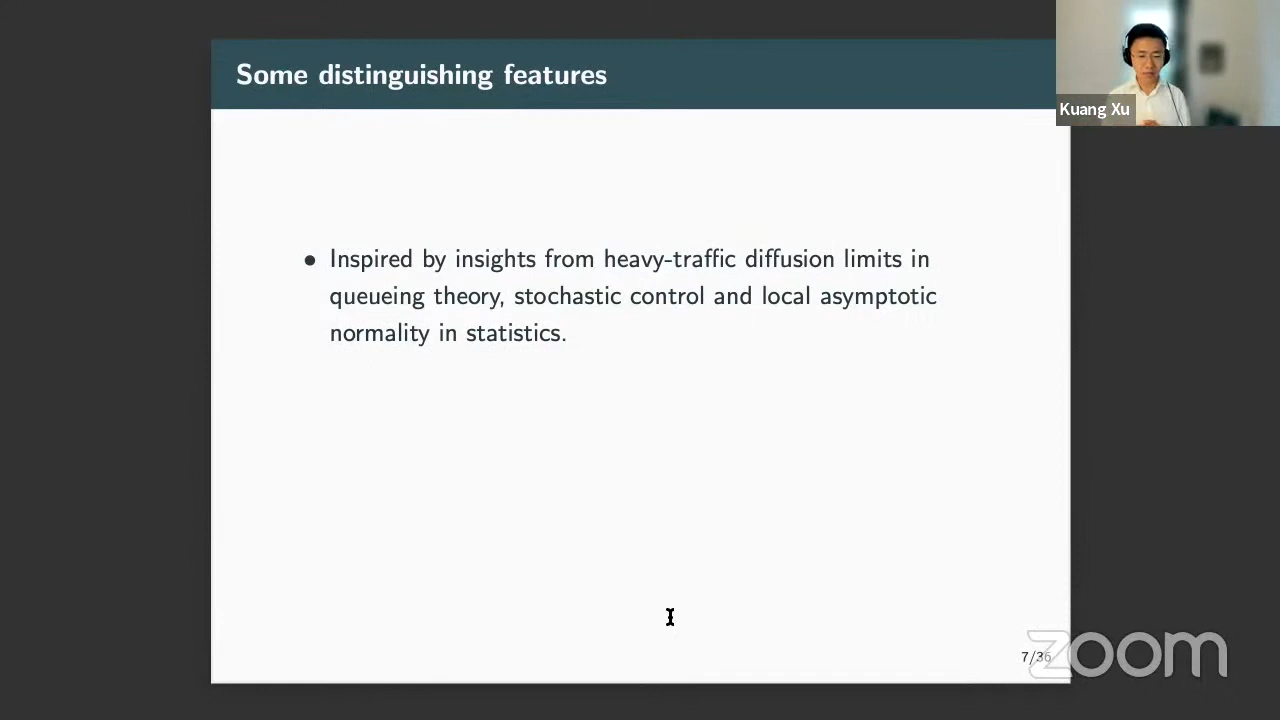 Some distinguishing features
Kuang Xu
• Inspired by insights from heavy-traffic diffusion limits in
queueing theory, stochastic control and local asymptotic
normality in statistics.
7/36
zoom